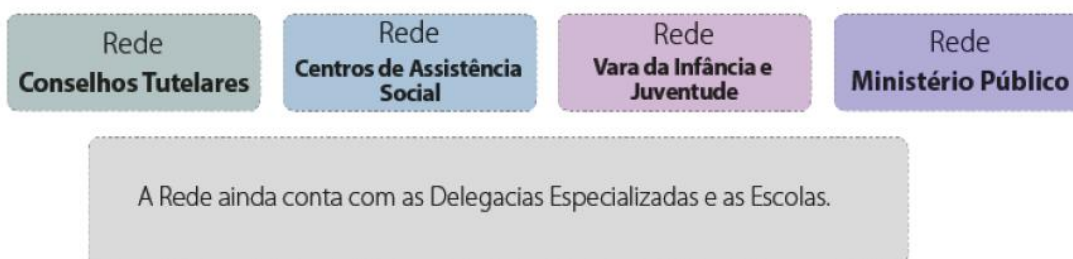 Rede
Conselhos Tutelares
Rede
Centros de Assistência
Social
Rede
Vara da Infância e
Juventude
Rede
Ministério Público
A Rede ainda conta com as Delegacias Especializadas e as Escolas.